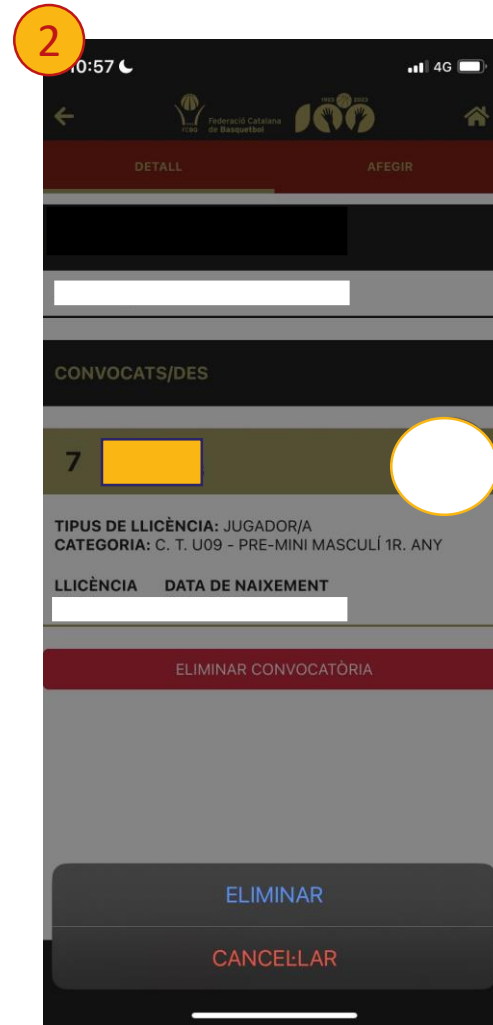 2
10:57
4G
FCBQ
Federació Catalana
de Basquetbol
1923 2023
DETALL AFEGIR
CONVOCATS/DES
7
TIPUS DE LLICÈNCIA: JUGADOR/A
CATEGORIA: C. T. U09 - PRE-MINI MASCULÍ 1R. ANY
LLICÈNCIA DATA DE NAIXEMENT
ELIMINAR CONVOCATÒRIA
ELIMINAR
CANCEL·LAR